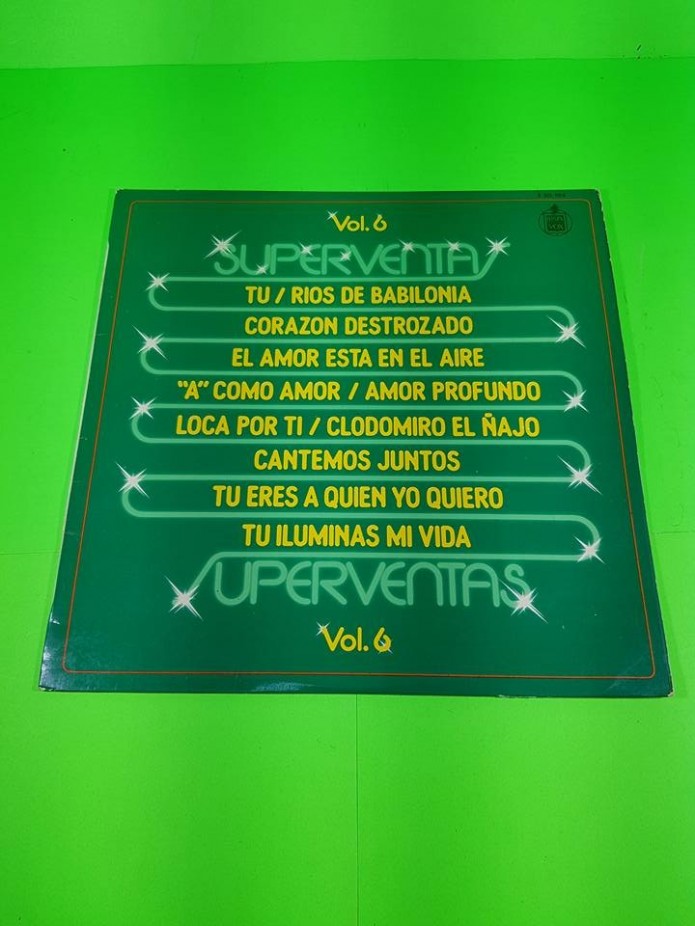 Vol. 6
SUPERVENTAS
TU / RIOS DE BABILONIA
CORAZON DESTROZADO
EL AMOR ESTA EN EL AIRE
"A" COMO AMOR / AMOR PROFUNDO
LOCA POR TI / CLODOMIRO EL ÑAJO
CANTEMOS JUNTOS
TU ERES A QUIEN YO QUIERO
TU ILUMINAS MI VIDA
SUPERVENTAS
Vol. 6